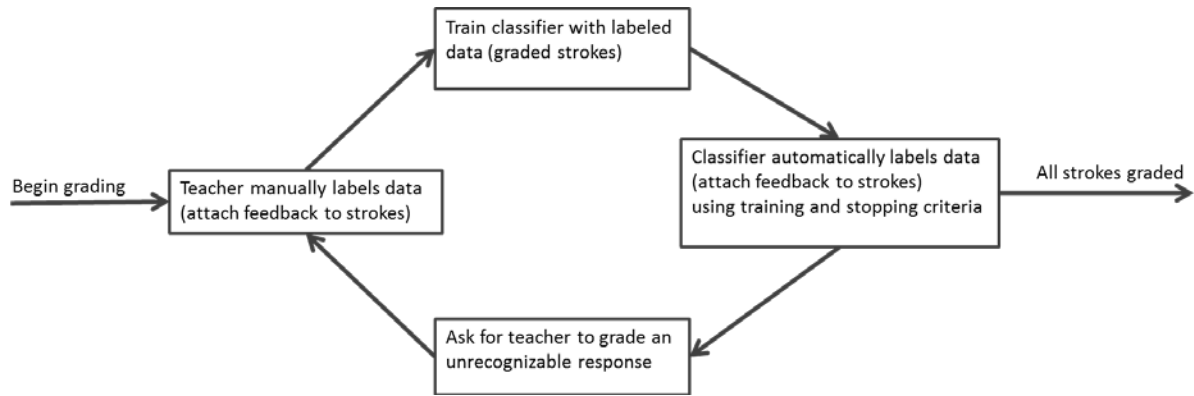 Train classifier with labeled
data (graded strokes)
Begin grading
Teacher manually labels data
(attach feedback to strokes)
Classifier automatically labels data
(attach feedback to strokes)
using training and stopping criteria
All strokes graded
Ask for teacher to grade an
unrecognizable response